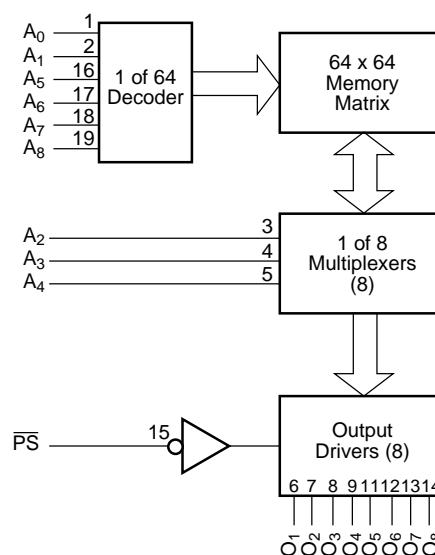 A0 1
A1 2
A5 16
A6 17
A7 18
A8 19
1 of 64
Decoder
64 x 64
Memory
Matrix
A2 3
A3 4
A4 5
1 of 8
Multiplexers
(8)
PS 15
Output
Drivers (8)
6 7 8 9 11 12 13 14
O1 O2 O3 O4 O5 O6 O7 O8